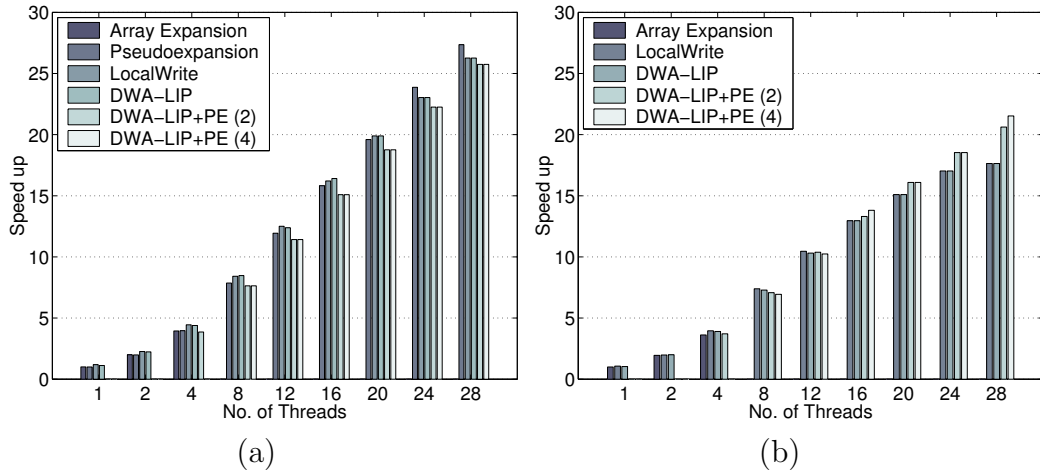 30
25
20
15
10
5
0
Speed up
Array Expansion
Pseudoexpansion
LocalWrite
DWA−LIP
DWA−LIP+PE (2)
DWA−LIP+PE (4)
1 2 4 8 12 16 20 24 28
No. of Threads
(a)
30
25
20
15
10
5
0
Speed up
Array Expansion
LocalWrite
DWA−LIP
DWA−LIP+PE (2)
DWA−LIP+PE (4)
1 2 4 8 12 16 20 24 28
No. of Threads
(b)